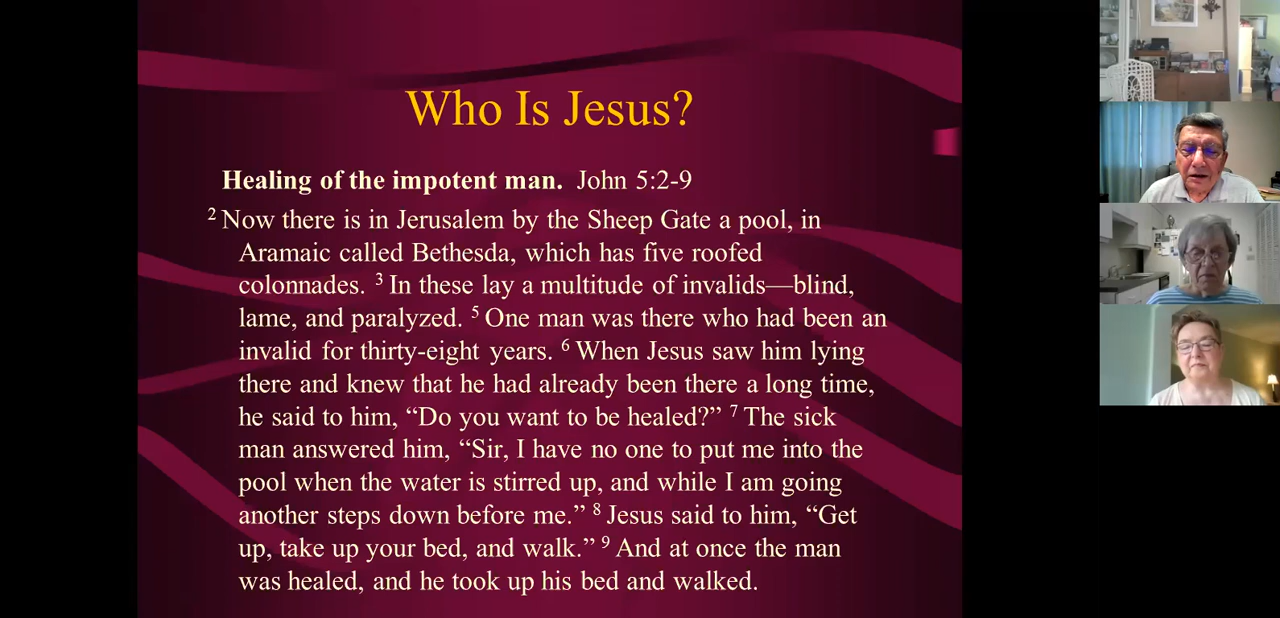 Who Is Jesus?
Healing of the impotent man. John 5:2-9
2 Now there is in Jerusalem by the Sheep Gate a pool, in
Aramaic called Bethesda, which has five roofed
colonnades. 3 In these lay a multitude of invalids—blind,
lame, and paralyzed. 5 One man was there who had been an
invalid for thirty-eight years. 6 When Jesus saw him lying
there and knew that he had already been there a long time,
he said to him, “Do you want to be healed?” 7 The sick
man answered him, “Sir, I have no one to put me into the
pool when the water is stirred up, and while I am going
another steps down before me.” 8 Jesus said to him, “Get
up, take up your bed, and walk.” 9 And at once the man
was healed, and he took up his bed and walked.